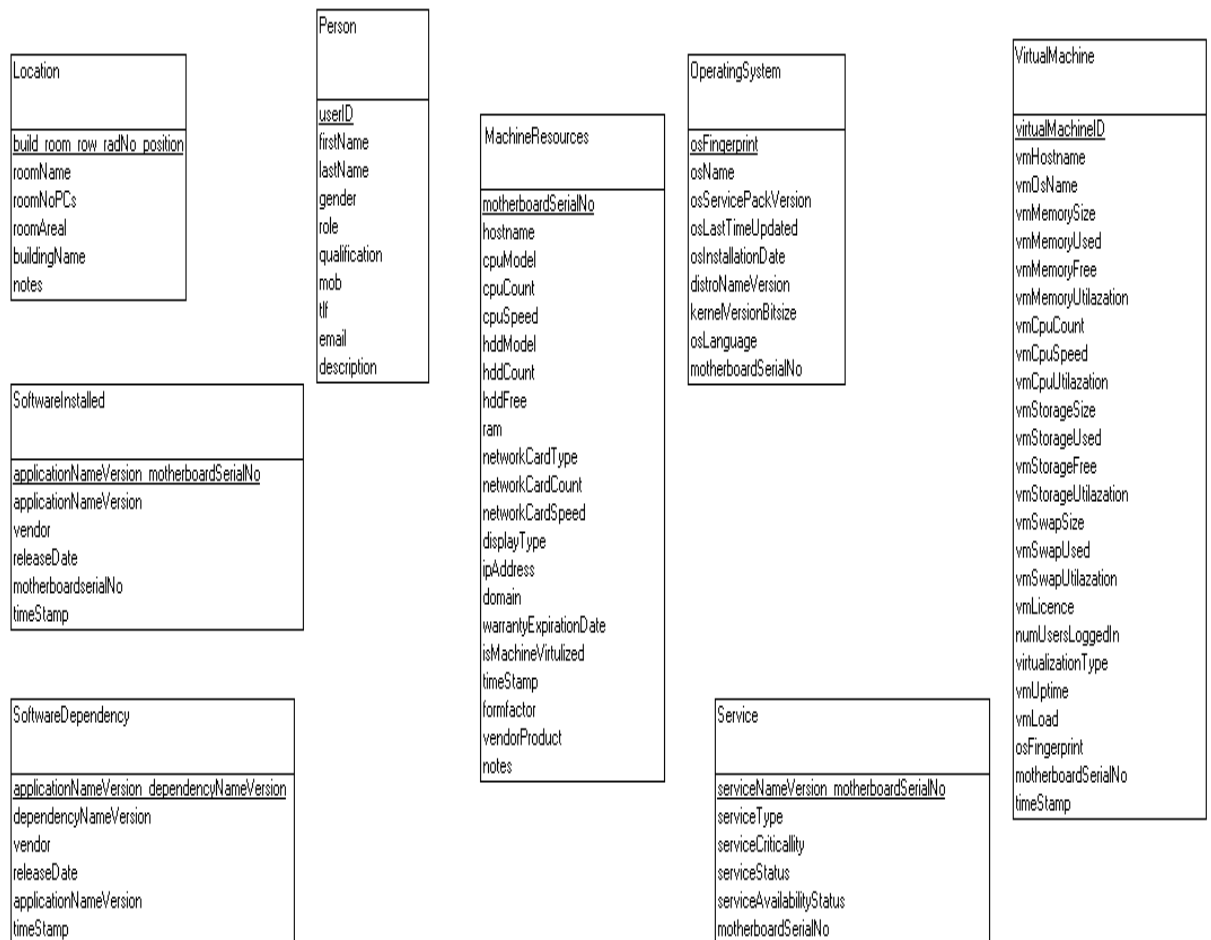 Location
build_room_row_radNo_position
roomName
roomNoPCs
roomAreal
buildingName
notes
Person
userID
firstName
lastName
gender
role
qualification
mob
tlf
email
description
MachineResources
motherboardSerialNo
hostname
cpuModel
cpuCount
cpuSpeed
hddModel
hddCount
hddFree
ram
networkCardType
networkCardCount
networkCardSpeed
displayType
ipAddress
domain
warrantyExpirationDate
isMachineVirtulized
timeStamp
formfactor
vendorProduct
notes
OperatingSystem
osFingerprint
osName
osServicePackVersion
osLastTimeUpdated
osInstallationDate
distroNameVersion
kernelVersionBitsize
osLanguage
motherboardSerialNo
VirtualMachine
virtualMachineID
vmHostname
vmOsName
vmMemorySize
vmMemoryUsed
vmMemoryFree
vmMemoryUtilazation
vmCpuCount
vmCpuSpeed
vmCpuUtilazation
vmStorageSize
vmStorageUsed
vmStorageFree
vmStorageUtilazation
vmSwapSize
vmSwapUsed
vmSwapUtilazation
vmLicence
numUsersLoggedIn
virtualizationType
vmUptime
vmLoad
osFingerprint
motherboardSerialNo
timeStamp
SoftwareInstalled
applicationNameVersion_motherboardSerialNo
applicationNameVersion
vendor
releaseDate
motherboardserialNo
timeStamp
SoftwareDependency
applicationNameVersion_dependencyNameVersion
dependencyNameVersion
vendor
releaseDate
applicationNameVersion
timeStamp
Service
serviceNameVersion_motherboardSerialNo
serviceType
serviceCriticallity
serviceStatus
serviceAvailabilityStatus
motherboardSerialNo